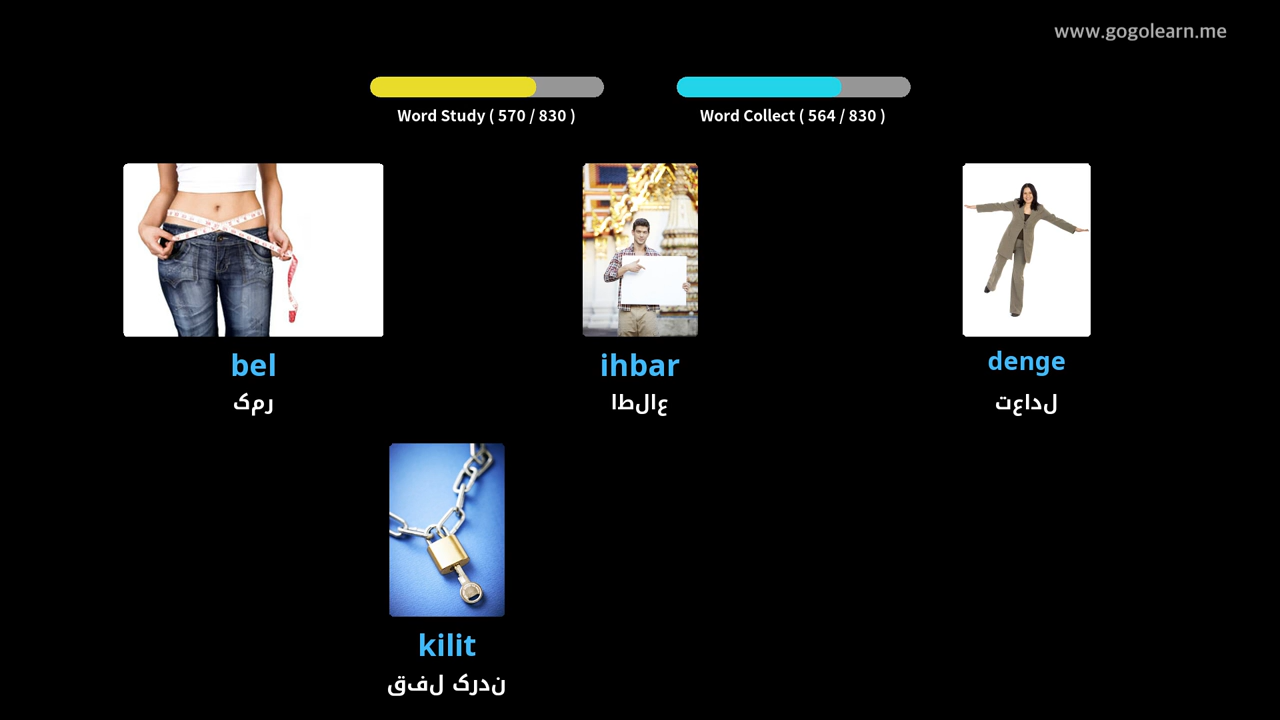 www.gogolearn.me
Word Study ( 570 / 830 )
Word Collect ( 564 / 830 )
bel
رمک
ihbar
عالطا
denge
لداعت
kilit
ندرک لفق